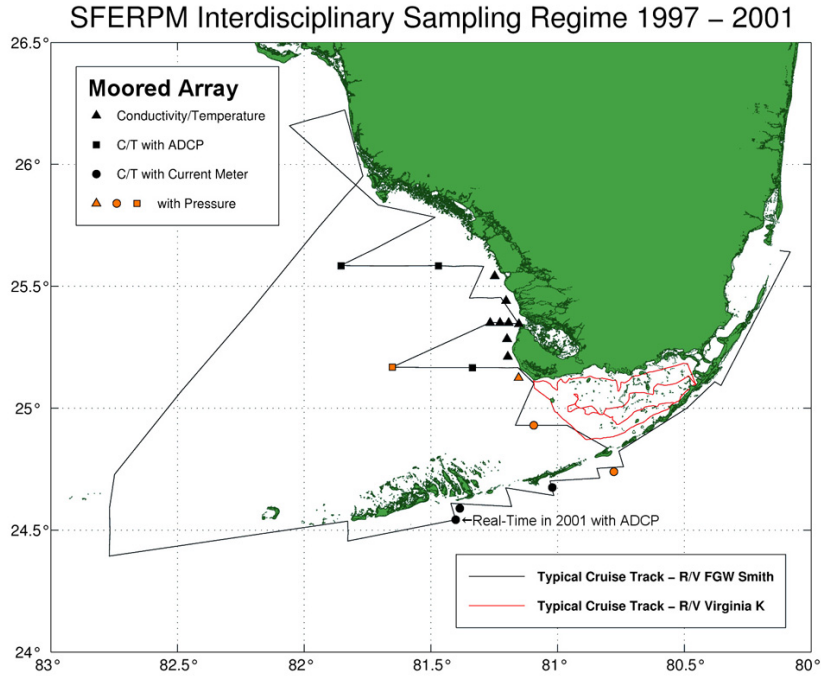 SFERPM Interdisciplinary Sampling Regime 1997 – 2001
26.5°
Moored Array
Conductivity/Temperature
C/T with ADCP
C/T with Current Meter
with Pressure
26°
25.5°
25°
24.5°
←Real-Time in 2001 with ADCP
Typical Cruise Track – R/V FGW Smith
Typical Cruise Track – R/V Virginia K
24°
83° 82.5° 82° 81.5° 81° 80.5° 80°